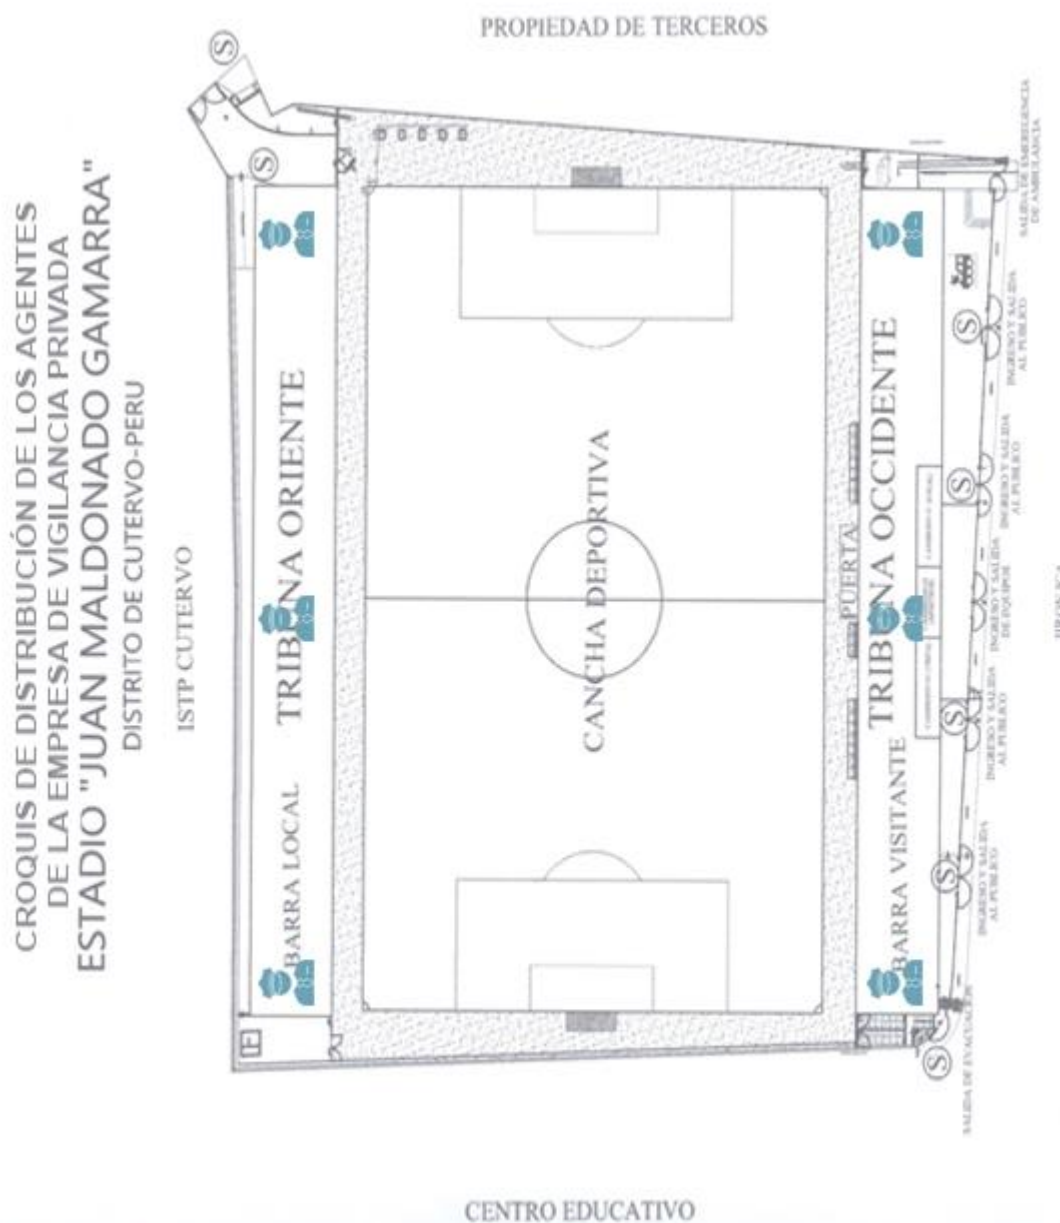 CROQUIS DE DISTRIBUCIÓN DE LOS AGENTES
DE LA EMPRESA DE VIGILANCIA PRIVADA
ESTADIO "JUAN MALDONADO GAMARRA"
DISTRITO DE CUTERVO-PERU
ISTP CUTERVO
PROPIEDAD DE TERCEROS
S
S
BARRA LOCAL
TRIBUNA ORIENTE
CANCHA DEPORTIVA
PUERTA
BARRA VISITANTE
TRIBUNA OCCIDENTE
S
S
S
S
S
SALIDA DE EVACUACION
INGRESO Y SALIDA
AL PUBLICO
INGRESO Y SALIDA
AL PUBLICO
INGRESO Y SALIDA
DE EQUIPOS
INGRESO Y SALIDA
AL PUBLICO
INGRESO Y SALIDA
AL PUBLICO
SALIDA DE EMERGENCIA
DE AMBULANCIA
CENTRO EDUCATIVO